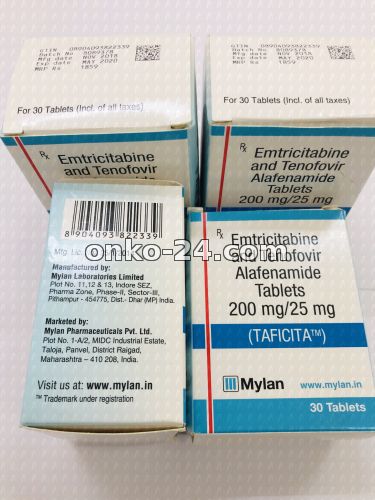 GTIN 08904093822339
Batch No 8089378
Mfg date NOV 2018
Exp date MAY 2020
MRP Rs 1859
For 30 Tablets (Incl. of all taxes)
Rx
Emtricitabine
and Tenofovir
GTIN 08904093822339
Batch No 8089378
Mfg date NOV 2018
Exp date MAY 2020
MRP Rs 1859
For 30 Tablets (Incl. of all taxes)
Rx
Emtricitabine
and Tenofovir
Alafenamide
Tablets
200 mg/25 mg
8 904093 822339
Mfg. Lic.
Manufactured by:
Mylan Laboratories Limited
Plot No. 11,12 & 13, Indore SEZ,
Pharma Zone, Phase-II, Sector-III,
Pithampur - 454775, Dist.- Dhar (MP) India.
Marketed by:
Mylan Pharmaceuticals Pvt. Ltd.
Plot No. 1-A/2, MIDC Industrial Estate,
Taloja, Panvel, District Raigad,
Maharashtra – 410 208, India.
Visit us at: www.mylan.in
™ Trademark under registration
Rx
Emtricitabine
and Tenofovir
Alafenamide
Tablets
200 mg/25 mg
(TAFICITA™)
Mylan
www.mylan.in
30 Tablets
onko-24.com